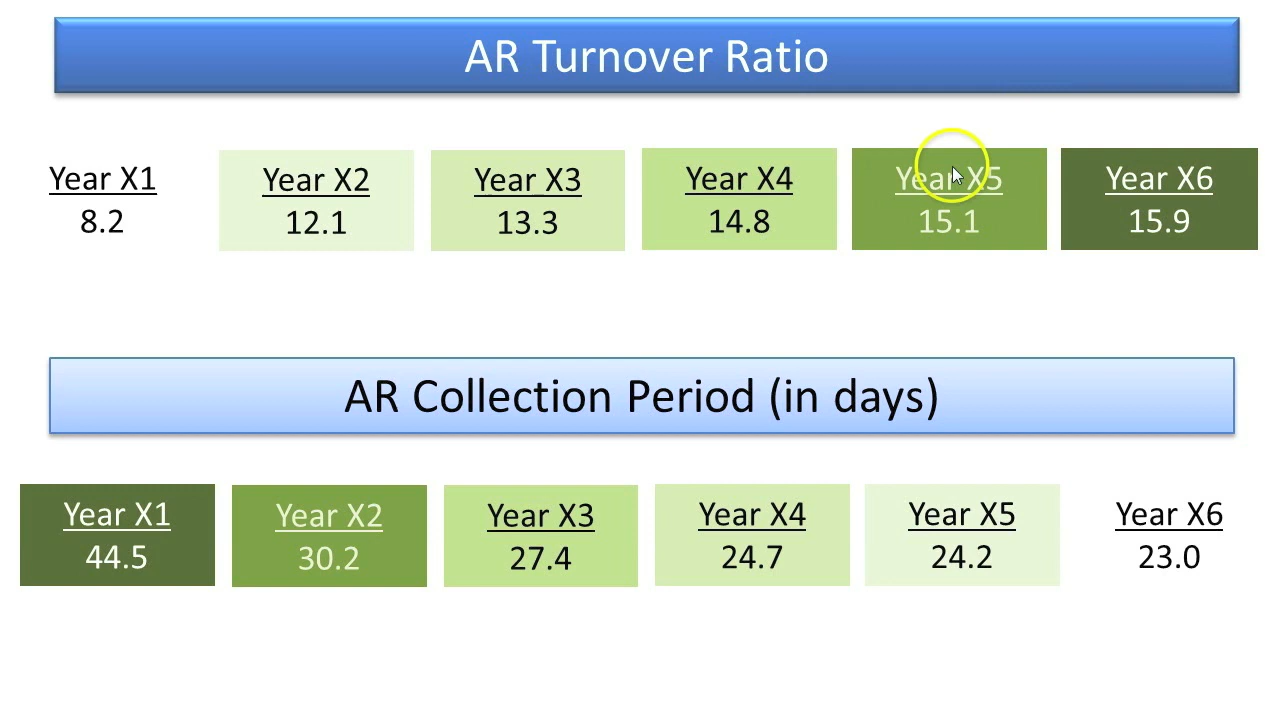 AR Turnover Ratio
Year X1 Year X2 Year X3 Year X4 Year X5 Year X6
8.2 12.1 13.3 14.8 15.1 15.9
AR Collection Period (in days)
Year X1 Year X2 Year X3 Year X4 Year X5 Year X6
44.5 30.2 27.4 24.7 24.2 23.0